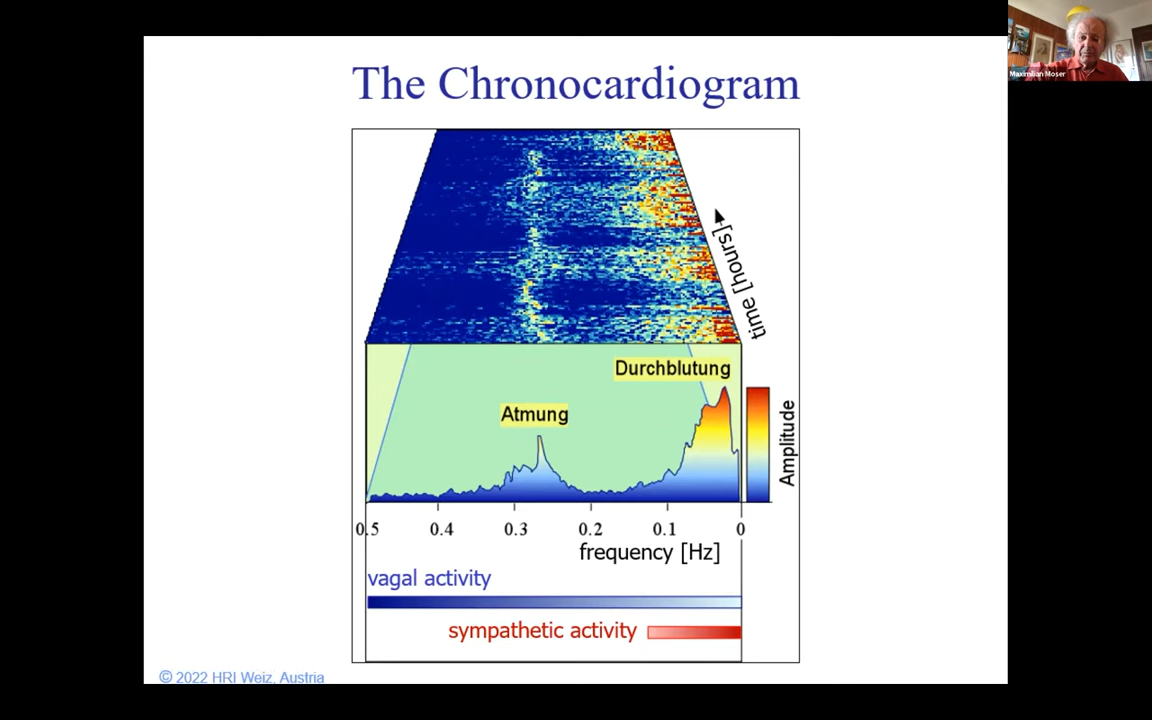 The Chronocardiogram
Maximilian Moser
time [hours]
Durchblutung
Atmung
Amplitude
0.5 0.4 0.3 0.2 0.1 0
frequency [Hz]
vagal activity
sympathetic activity
© 2022 HRI Weiz, Austria